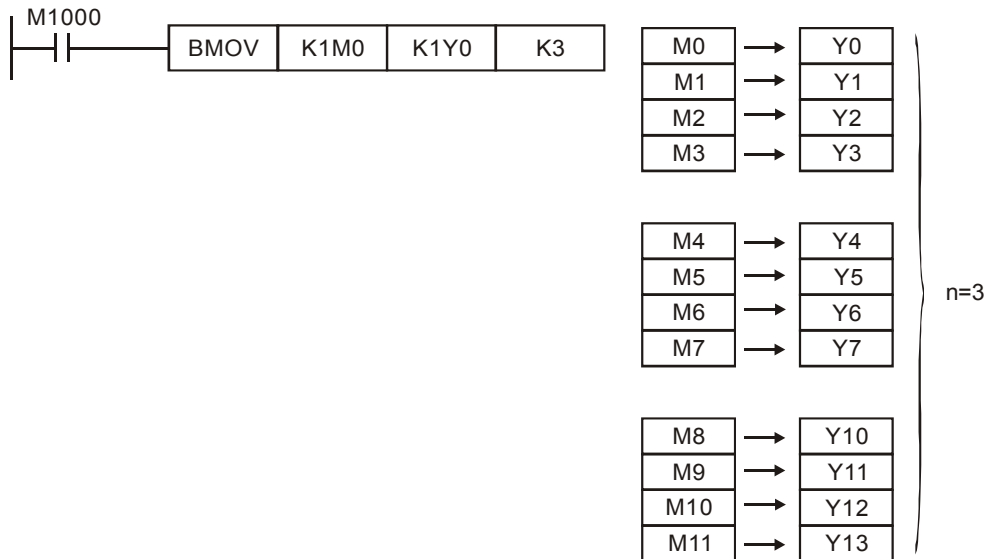 M1000
BMOV K1M0 K1Y0 K3
M0 Y0
M1 Y1
M2 Y2
M3 Y3
M4 Y4
M5 Y5
M6 Y6
M7 Y7
n=3
M8 Y10
M9 Y11
M10 Y12
M11 Y13